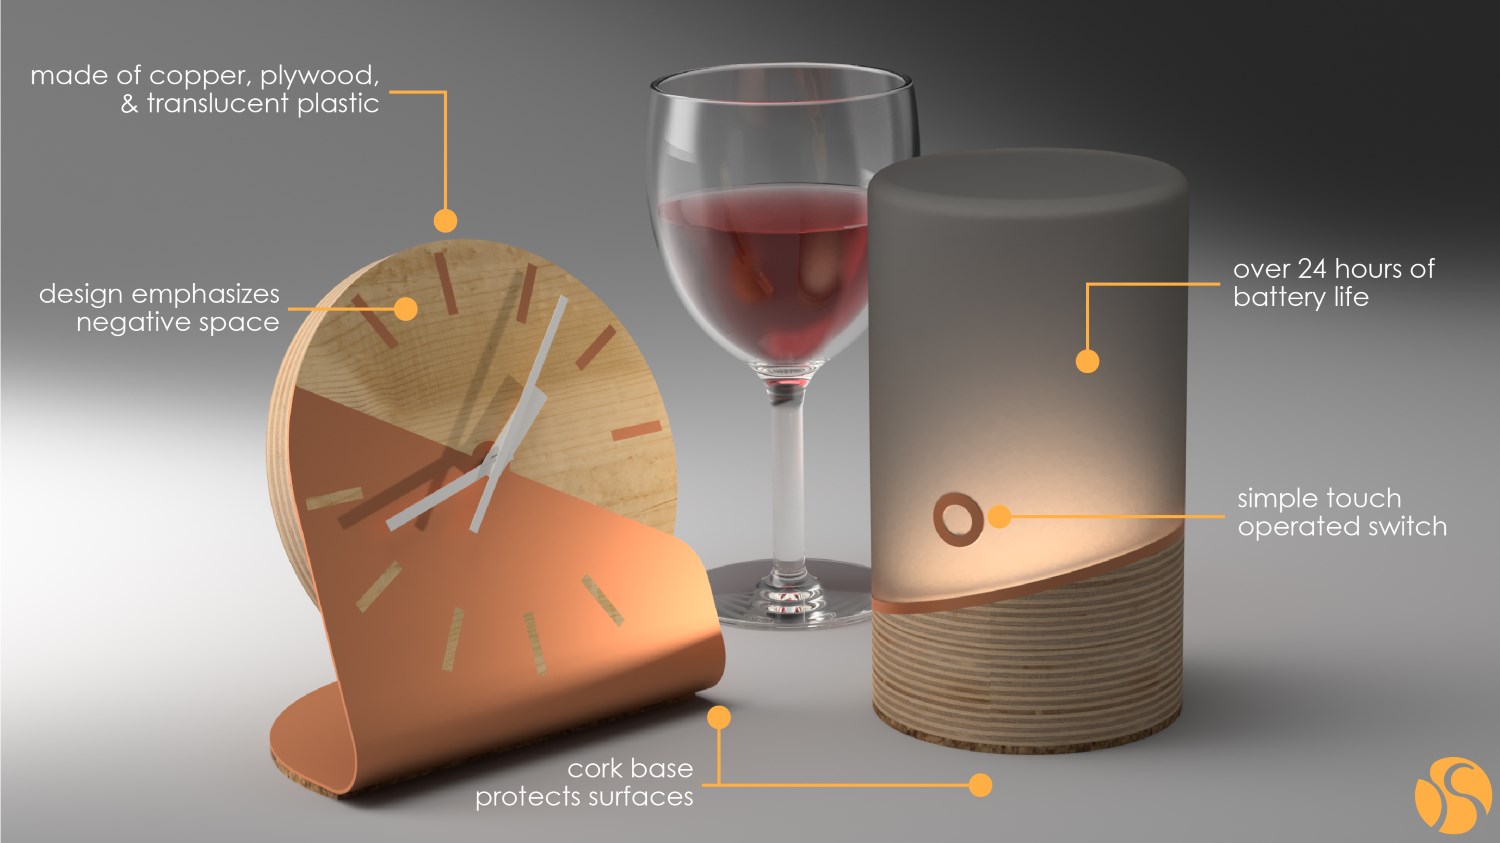 made of copper, plywood,
& translucent plastic
design emphasizes
negative space
over 24 hours of
battery life
simple touch
operated switch
cork base
protects surfaces